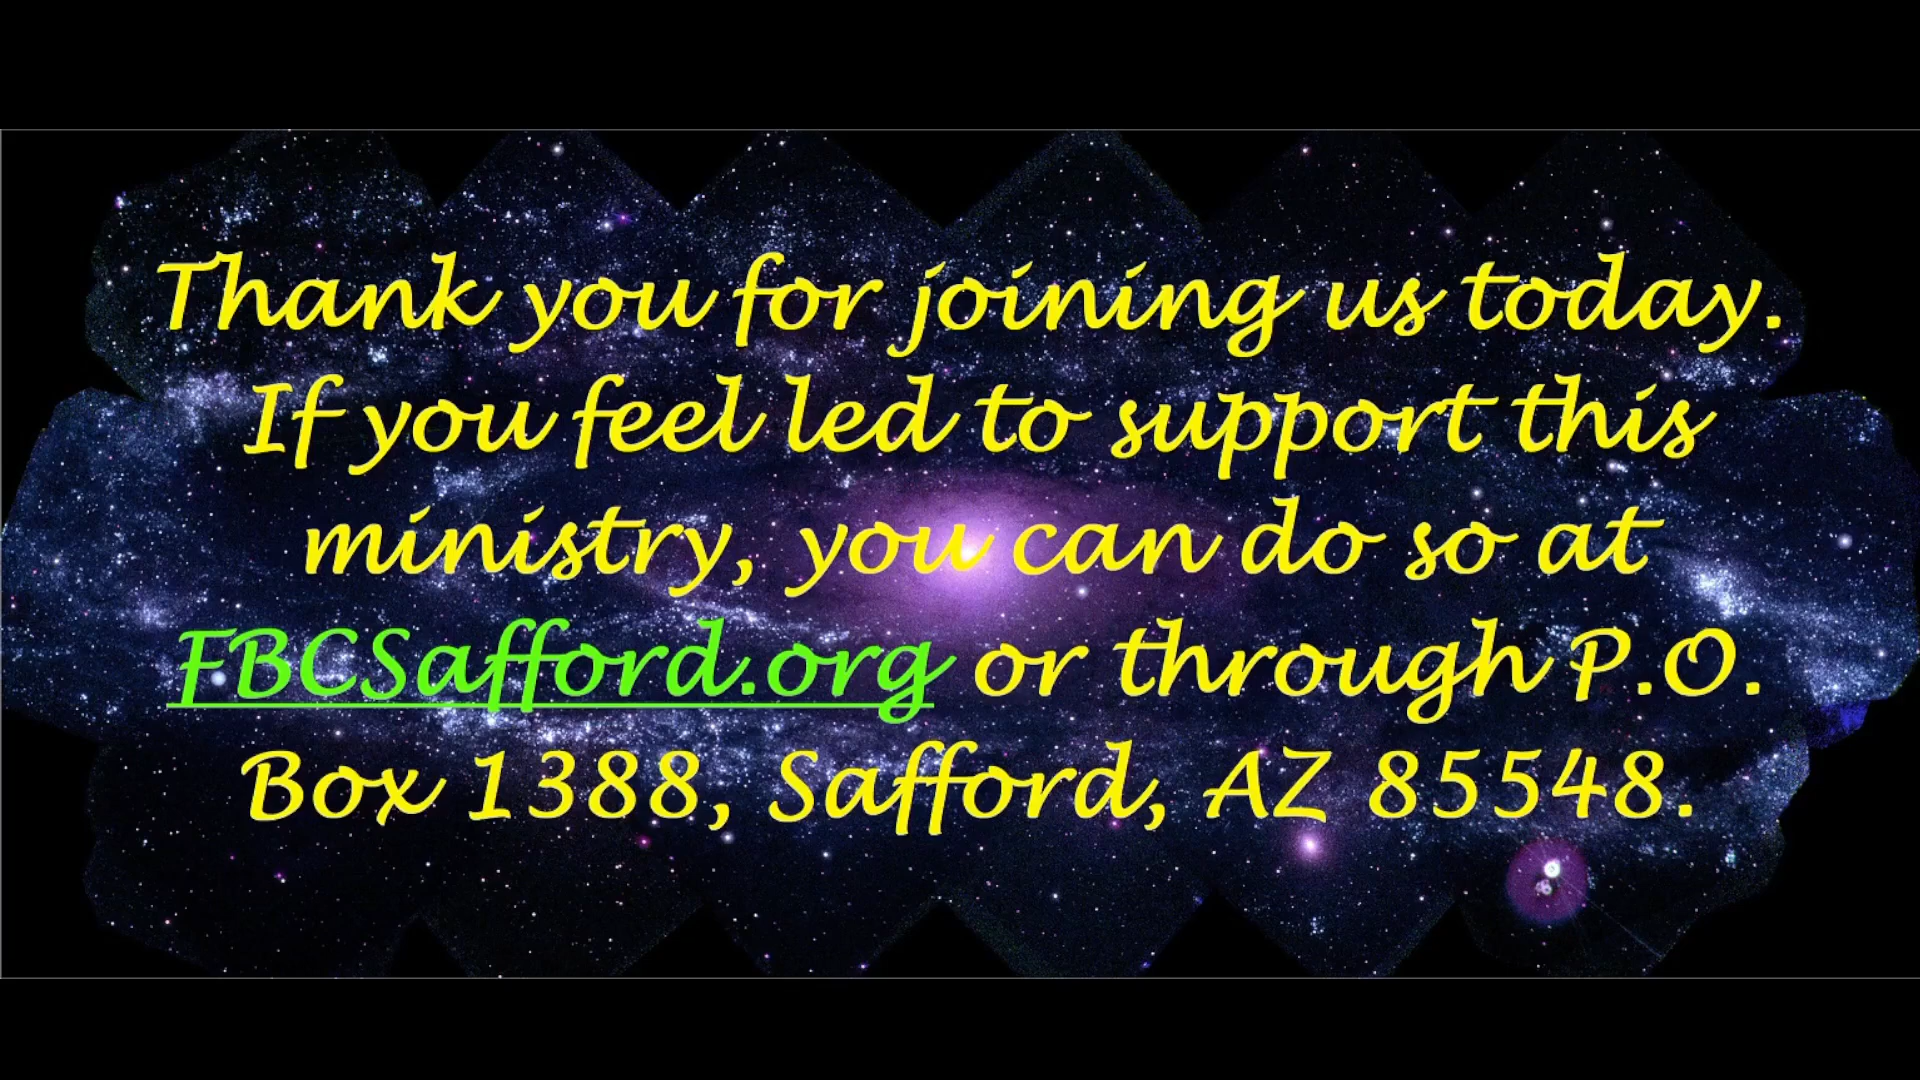 Thank you for joining us today.
If you feel led to support this
ministry, you can do so at
FBCSafford.org or through P.O.
Box 1388, Safford, AZ 85548.